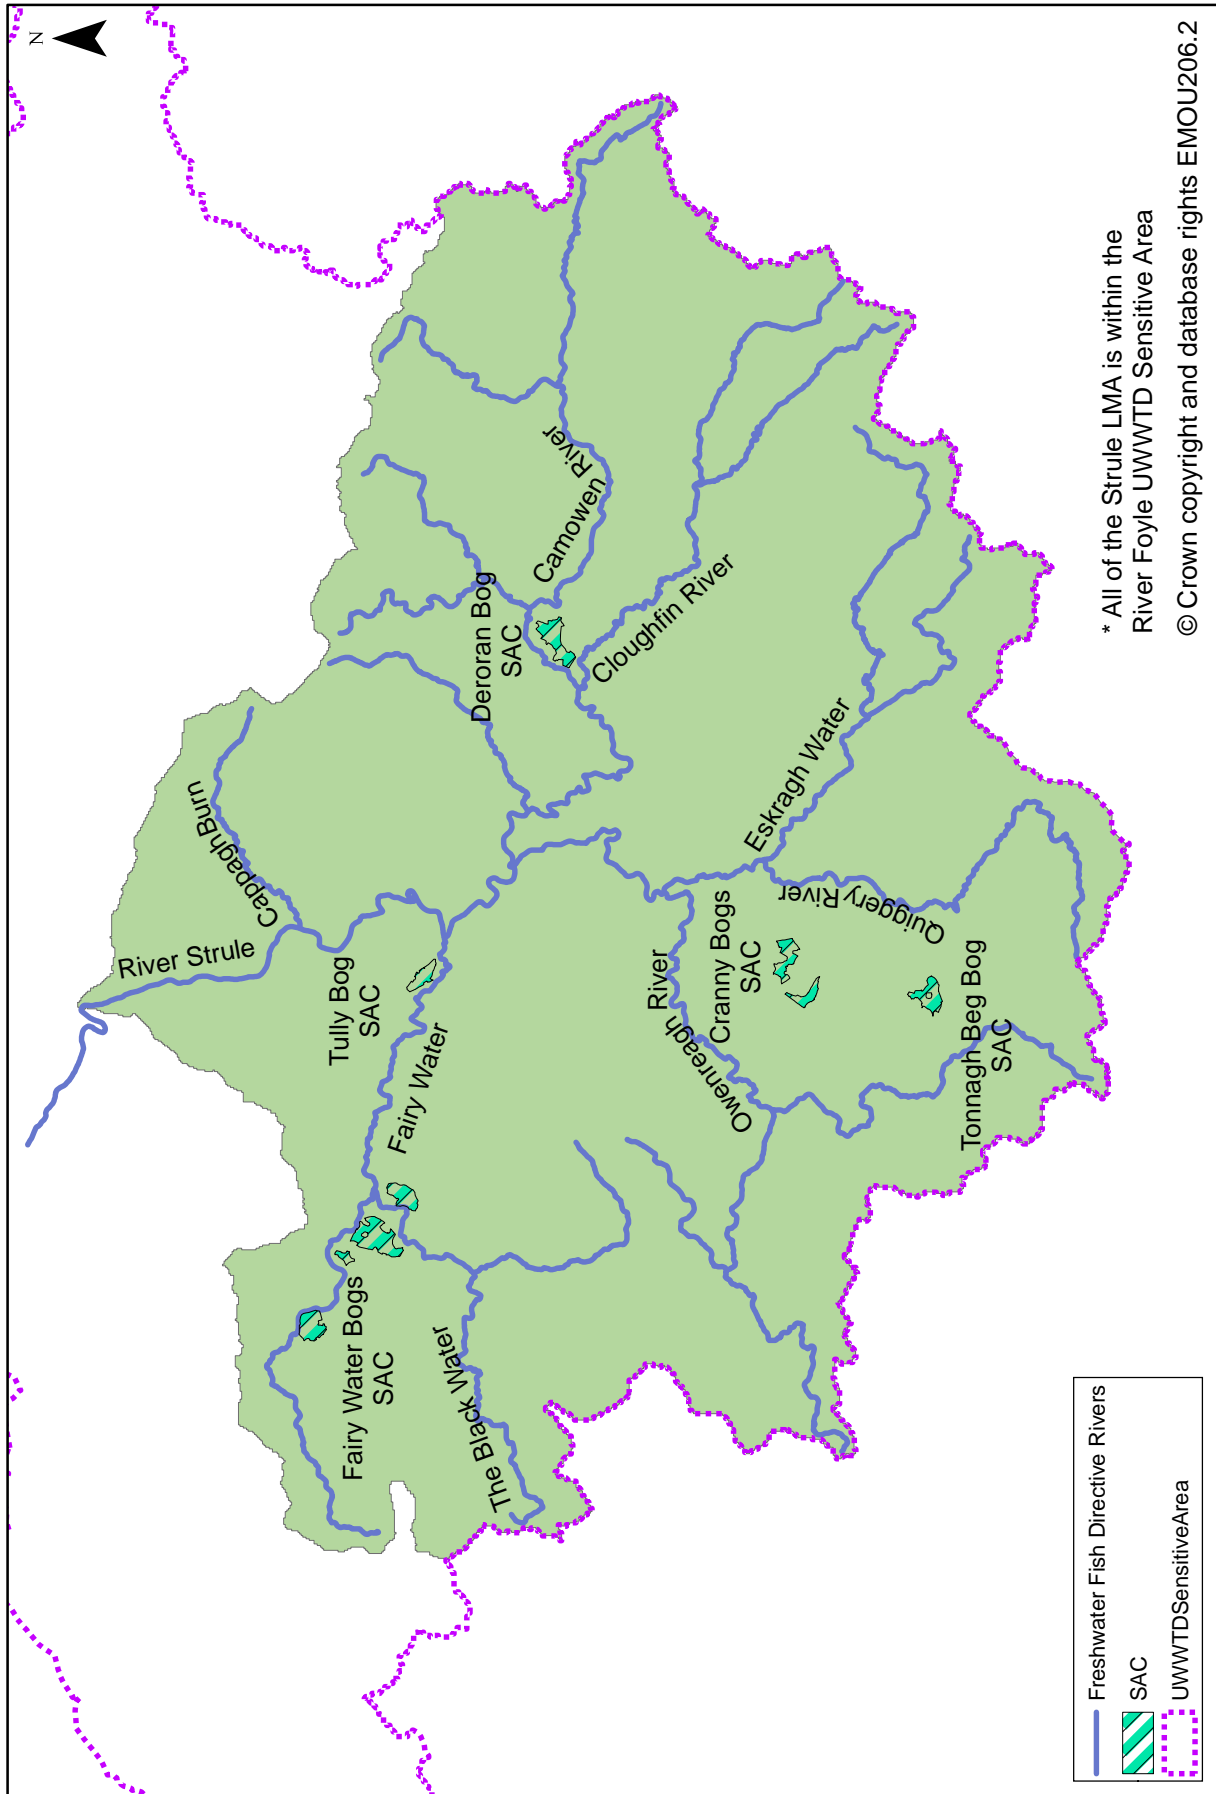 N
River Strule
Cappagh Burn
Tully Bog
SAC
Fairy Water
Fairy Water Bogs
SAC
The Black Water
Deroran Bog
SAC
Camowen
River
Cloughfin River
Owenreagh
River
Cranny Bogs
SAC
Eskragh Water
Quiggery River
Tonnagh Beg Bog
SAC
Freshwater Fish Directive Rivers
SAC
UWWTDSensitiveArea
* All of the Strule LMA is within the
River Foyle UWWTD Sensitive Area
© Crown copyright and database rights EMOU206.2